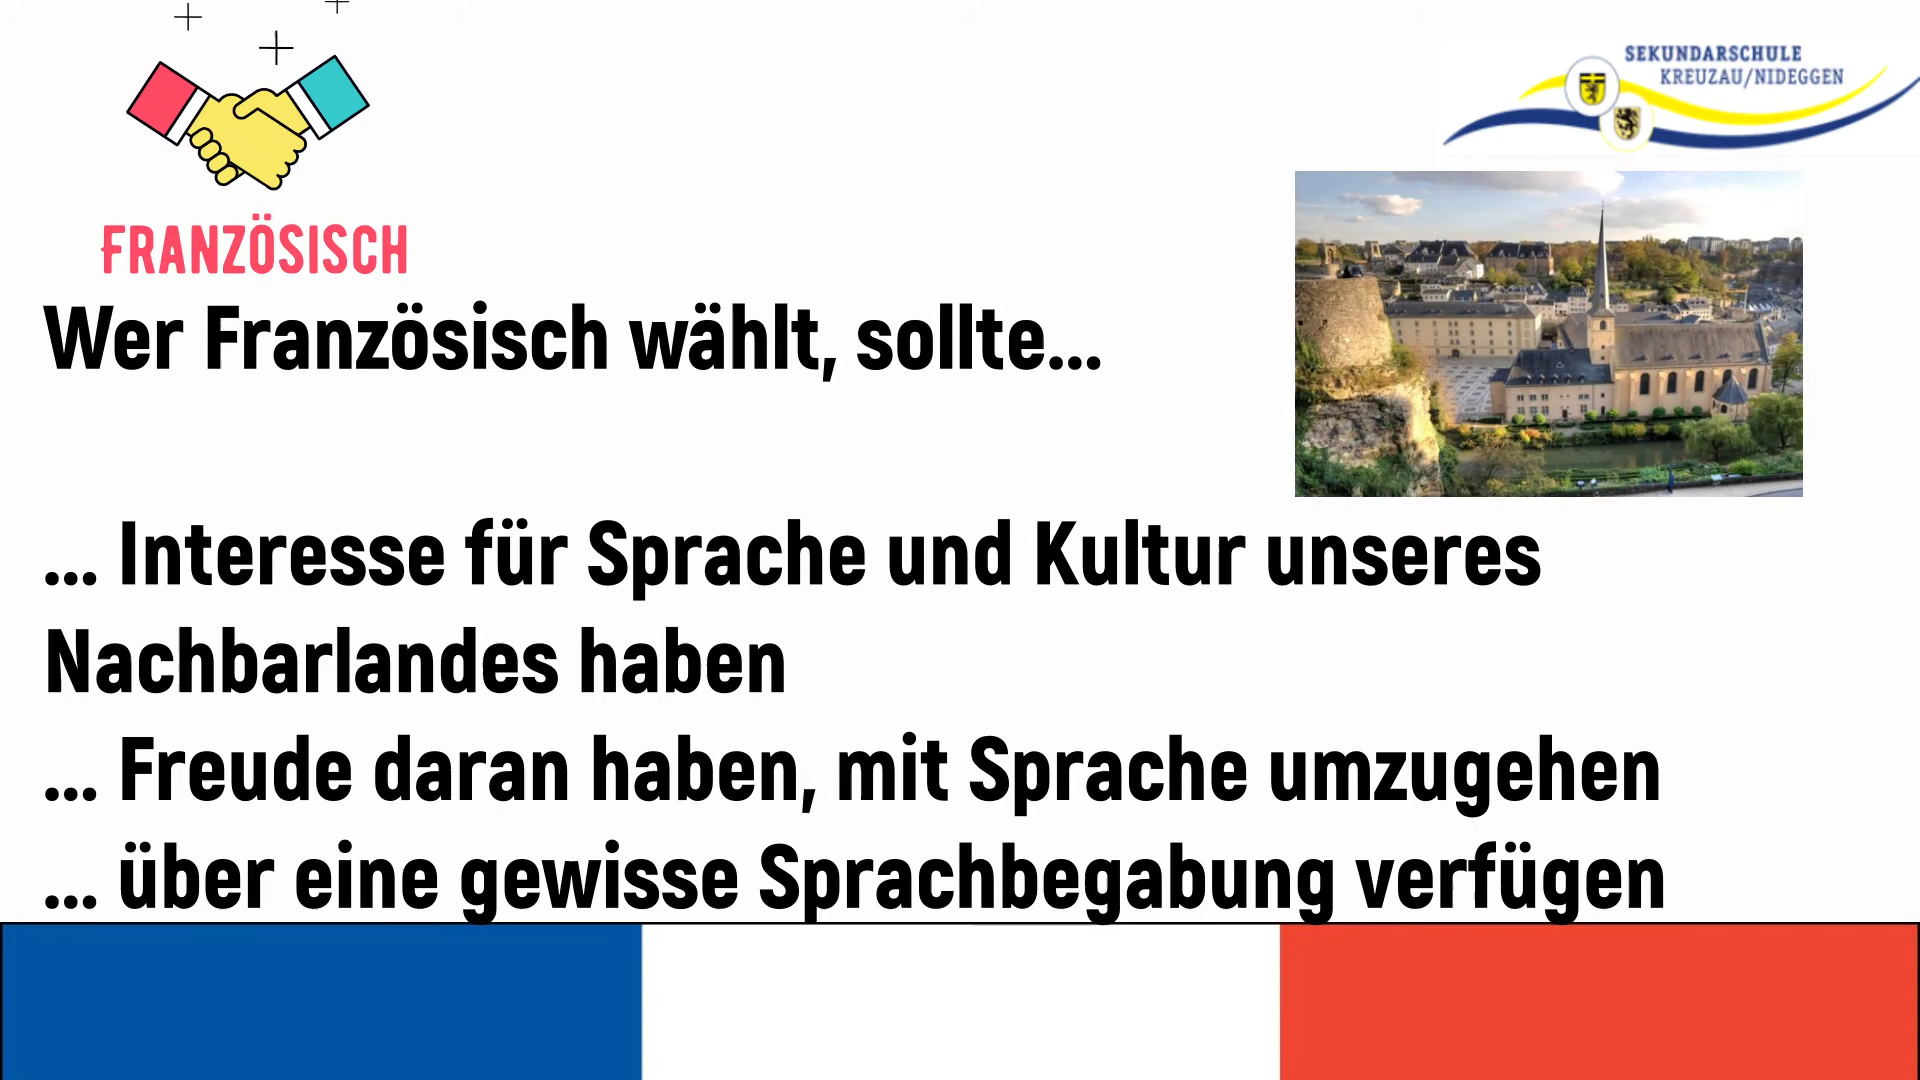 SEKUNDARSCHULE
KREUZAU/NIDEGGEN
FRANZÖSISCH
Wer Französisch wählt, sollte...
... Interesse für Sprache und Kultur unseres
Nachbarlandes haben
... Freude daran haben, mit Sprache umzugehen
... über eine gewisse Sprachbegabung verfügen